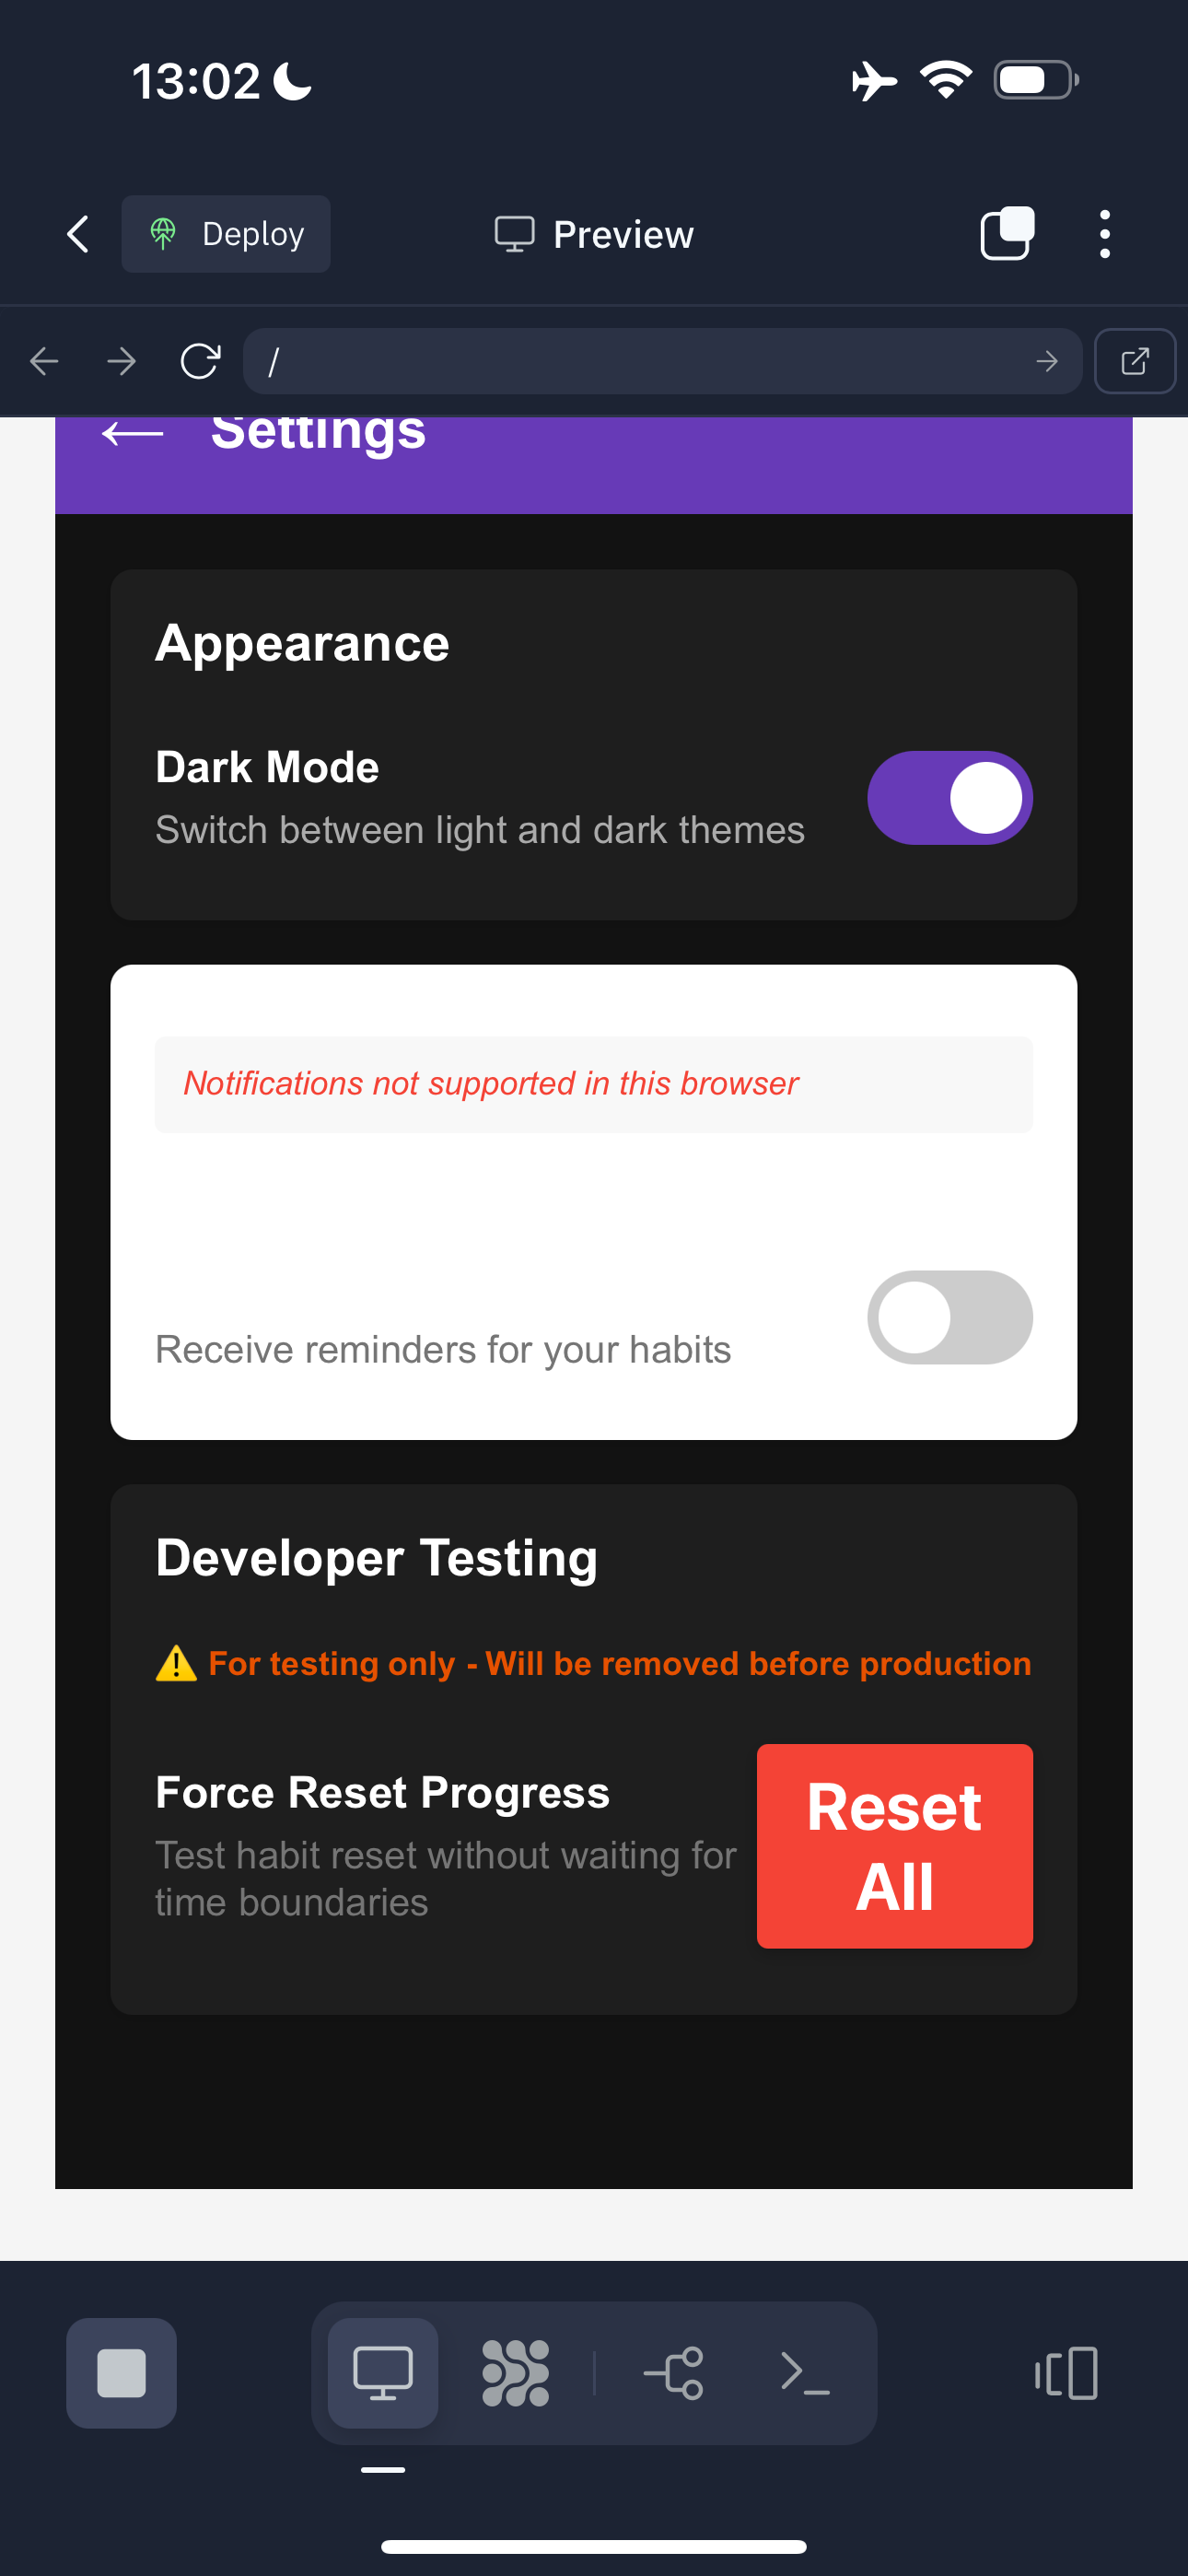 13:02
Deploy
Preview
/
Settings
Appearance
Dark Mode
Switch between light and dark themes
Notifications not supported in this browser
Receive reminders for your habits
Developer Testing
⚠️ For testing only - Will be removed before production
Force Reset Progress
Test habit reset without waiting for
time boundaries
Reset
All